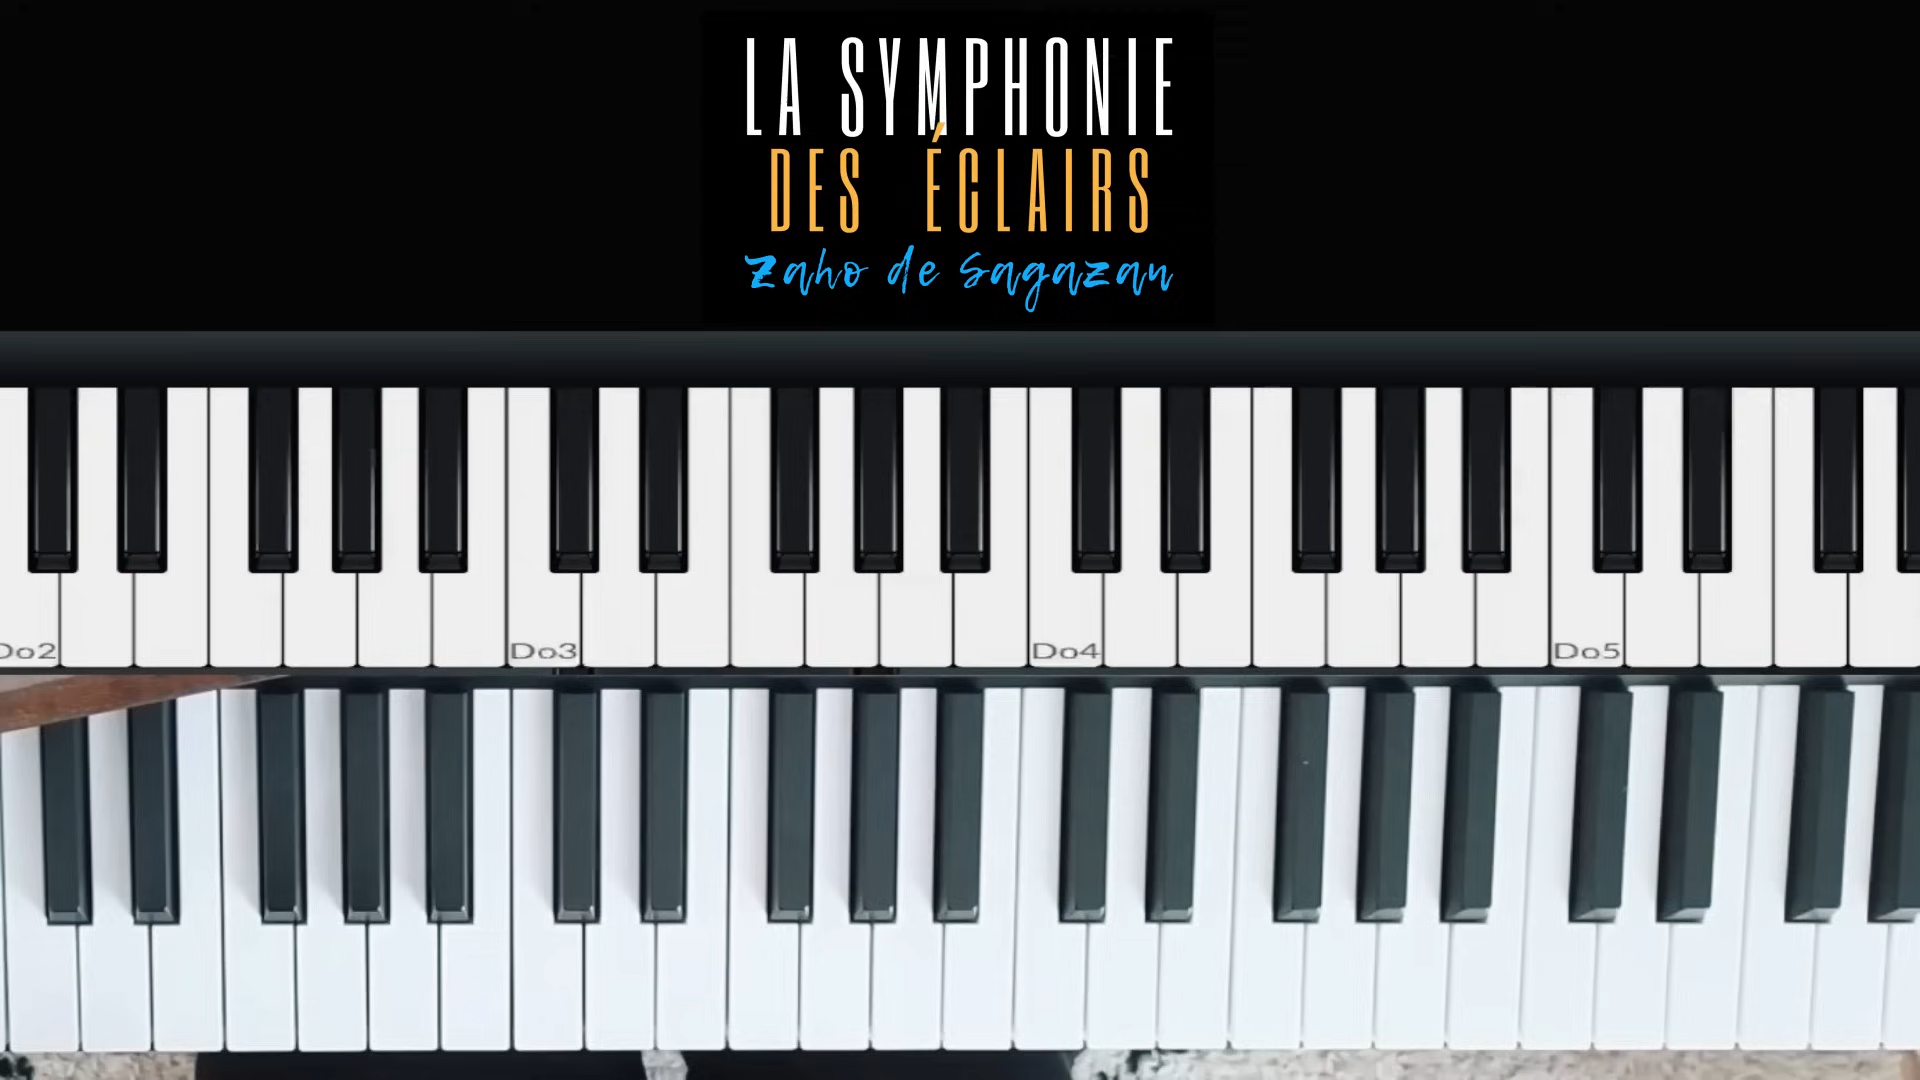 LA SYMPHONIE
DES ÉCLAIRS
Zaho de Sagazan
Do2 Do3 Do4 Do5